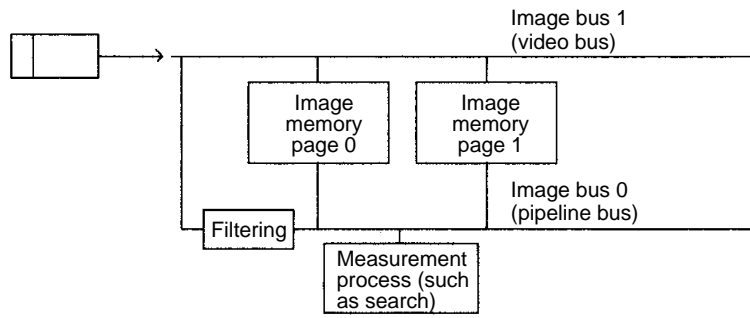 Image bus 1
(video bus)
Image
memory
page 0
Image
memory
page 1
Image bus 0
(pipeline bus)
Filtering
Measurement
process (such
as search)